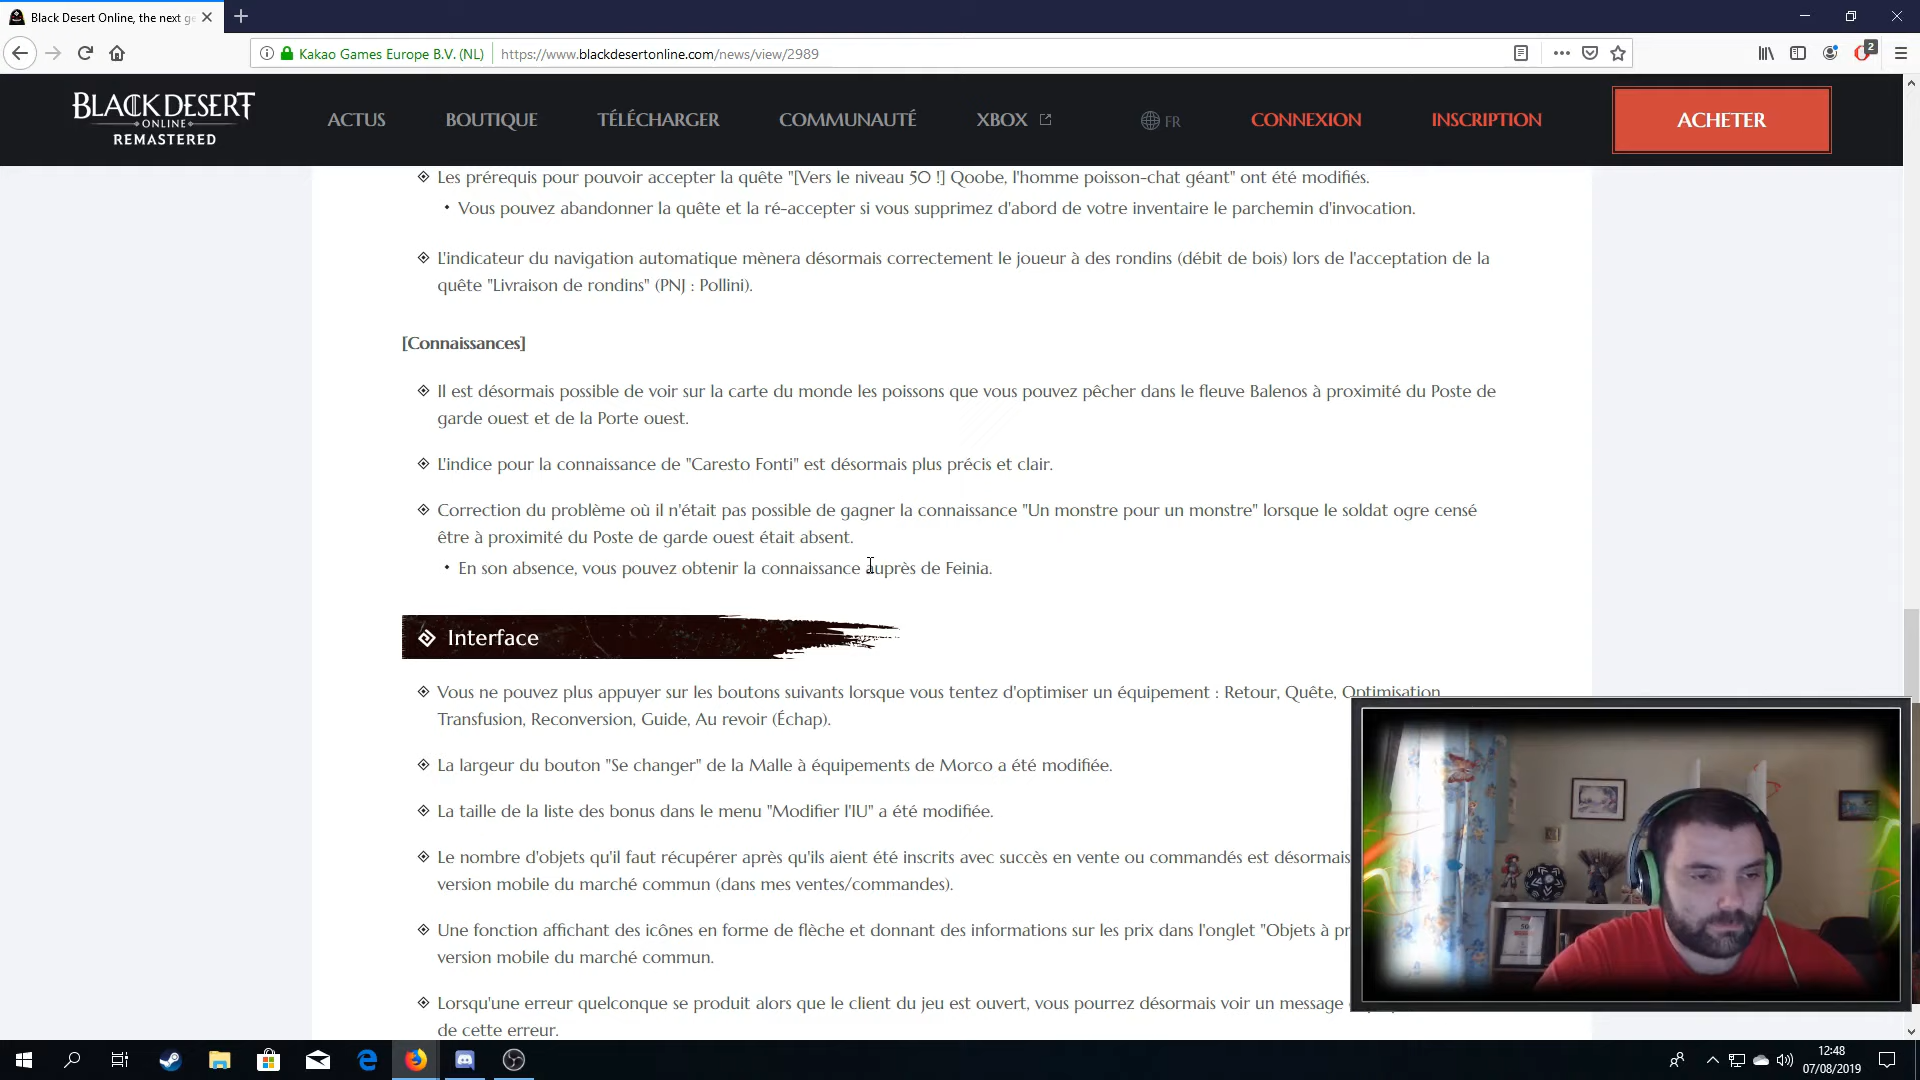 Black Desert Online, the next ge
Kakao Games Europe B.V. (NL)
https://www.blackdesertonline.com/news/view/2989
2
BLACK DESERT
ONLINE
REMASTERED
ACTUS
BOUTIQUE
TÉLÉCHARGER
COMMUNAUTÉ
XBOX
FR
CONNEXION
INSCRIPTION
ACHETER
Les prérequis pour pouvoir accepter la quête "[Vers le niveau 50 !] Qoobe, l'homme poisson-chat géant" ont été modifiés.
Vous pouvez abandonner la quête et la ré-accepter si vous supprimez d'abord de votre inventaire le parchemin d'invocation.
L'indicateur du navigation automatique mènera désormais correctement le joueur à des rondins (débit de bois) lors de l'acceptation de la
quête "Livraison de rondins" (PNJ : Pollini).
[Connaissances]
Il est désormais possible de voir sur la carte du monde les poissons que vous pouvez pêcher dans le fleuve Balenos à proximité du Poste de
garde ouest et de la Porte ouest.
L'indice pour la connaissance de "Caresto Fonti" est désormais plus précis et clair.
Correction du problème où il n'était pas possible de gagner la connaissance "Un monstre pour un monstre" lorsque le soldat ogre censé
être à proximité du Poste de garde ouest était absent.
En son absence, vous pouvez obtenir la connaissance auprès de Feinia.
Interface
Vous ne pouvez plus appuyer sur les boutons suivants lorsque vous tentez d'optimiser un équipement : Retour, Quête, Optimisation
Transfusion, Reconversion, Guide, Au revoir (Échap).
La largeur du bouton "Se changer" de la Malle à équipements de Morco a été modifiée.
La taille de la liste des bonus dans le menu "Modifier l'IU" a été modifiée.
Le nombre d'objets qu'il faut récupérer après qu'ils aient été inscrits avec succès en vente ou commandés est désormais
version mobile du marché commun (dans mes ventes/commandes).
Une fonction affichant des icônes en forme de flèche et donnant des informations sur les prix dans l'onglet "Objets à pr
version mobile du marché commun.
Lorsqu'une erreur quelconque se produit alors que le client du jeu est ouvert, vous pourrez désormais voir un message
de cette erreur.
12:48
07/08/2019